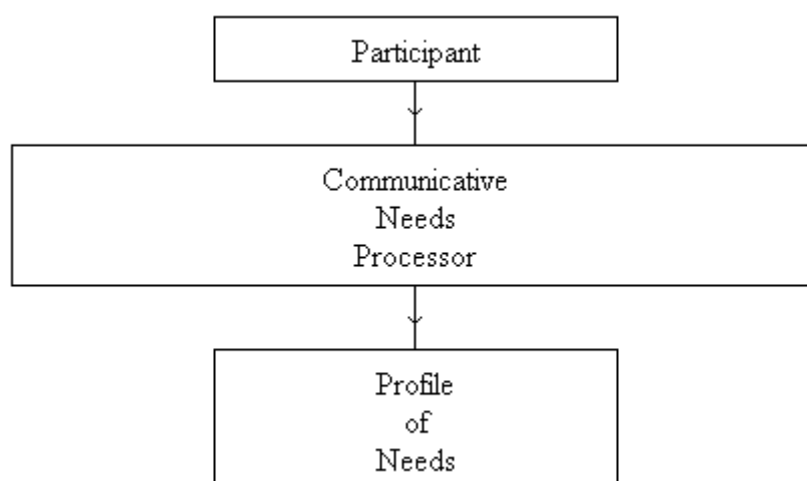 Participant
Communicative
Needs
Processor
Profile
of
Needs